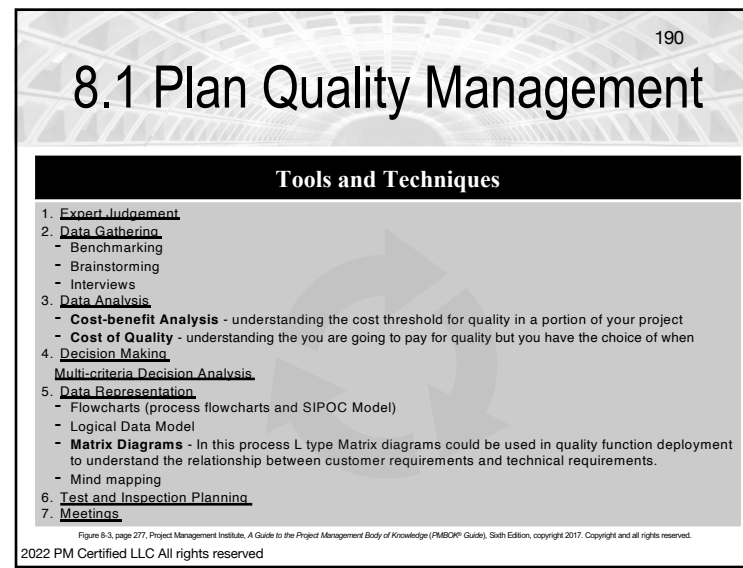 190
8.1 Plan Quality Management
Tools and Techniques
1. Expert Judgement
2. Data Gathering
- Benchmarking
- Brainstorming
- Interviews
3. Data Analysis
- Cost-benefit Analysis - understanding the cost threshold for quality in a portion of your project
- Cost of Quality - understanding the you are going to pay for quality but you have the choice of when
4. Decision Making
Multi-criteria Decision Analysis
5. Data Representation
- Flowcharts (process flowcharts and SIPOC Model)
- Logical Data Model
- Matrix Diagrams - In this process L type Matrix diagrams could be used in quality function deployment
to understand the relationship between customer requirements and technical requirements.
- Mind mapping
6. Test and Inspection Planning
7. Meetings
Figure 8-3, page 277, Project Management Institute, A Guide to the Project Management Body of Knowledge (PMBOK® Guide), Sixth Edition, copyright 2017. Copyright and all rights reserved.
2022 PM Certified LLC All rights reserved